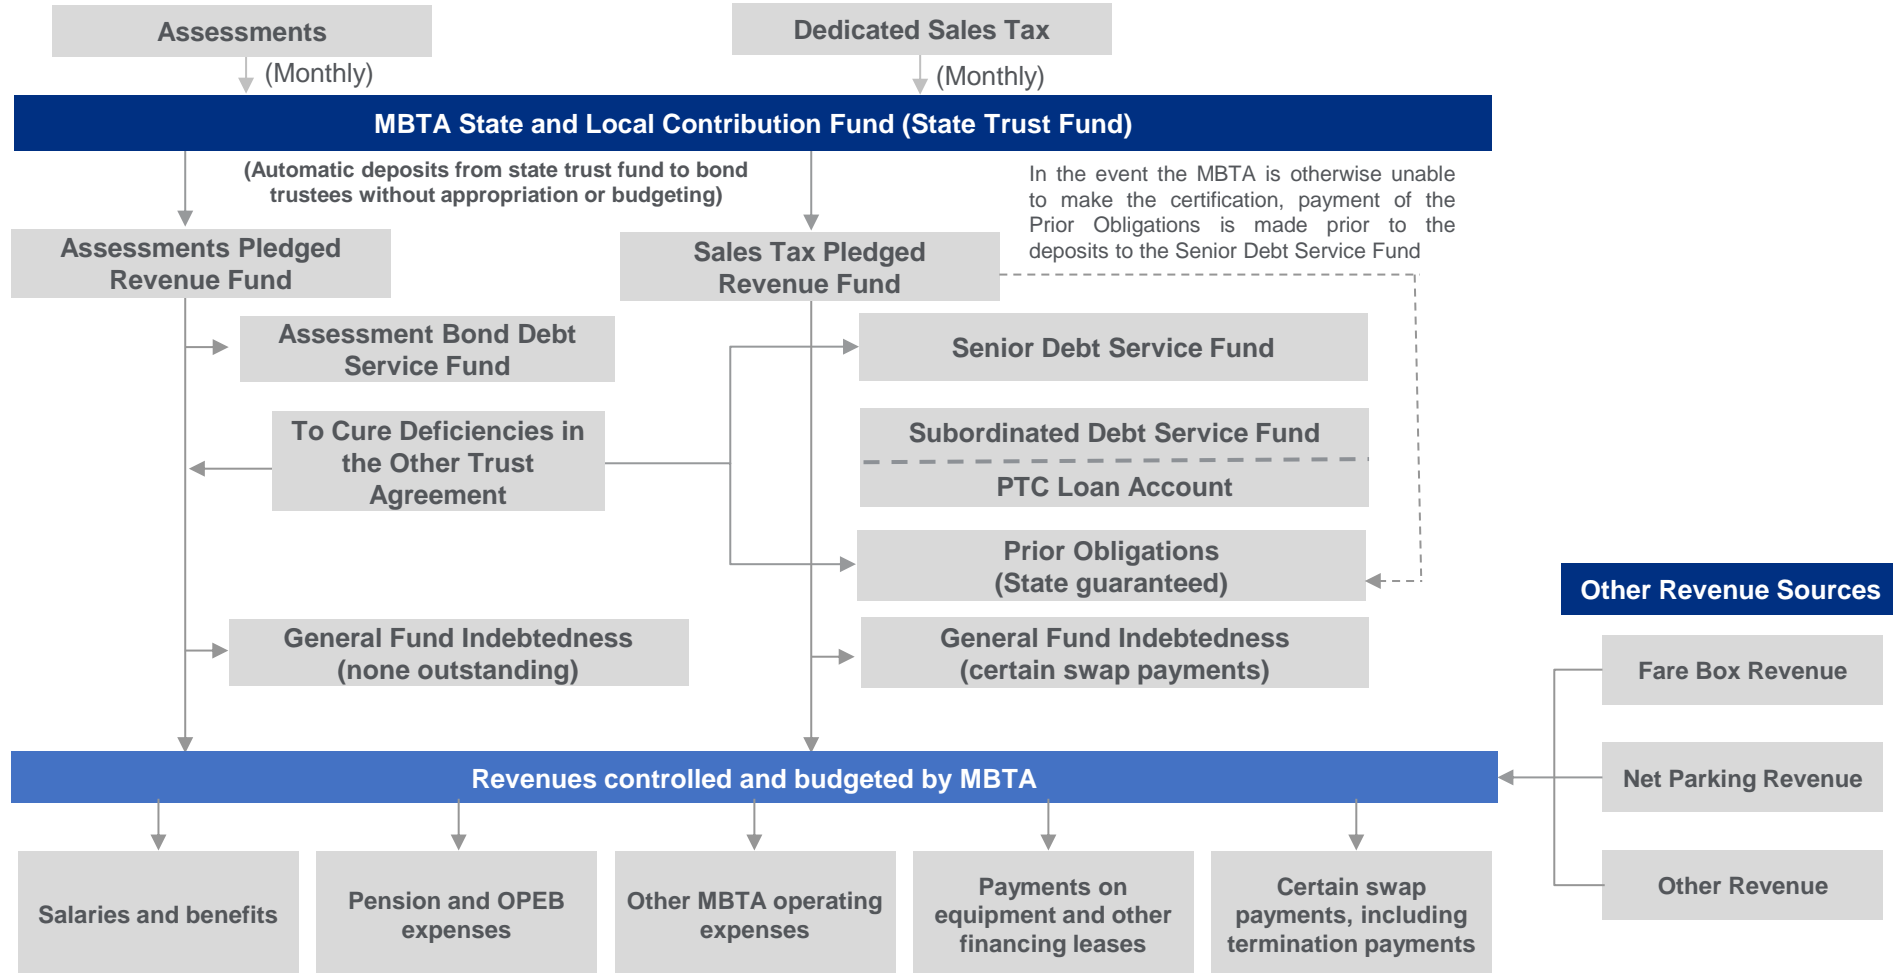 Assessments
Dedicated Sales Tax
(Monthly)
(Monthly)
MBTA State and Local Contribution Fund (State Trust Fund)
(Automatic deposits from state trust fund to bond
trustees without appropriation or budgeting)
In the event the MBTA is otherwise unable
to make the certification, payment of the
Prior Obligations is made prior to the
deposits to the Senior Debt Service Fund
Assessments Pledged
Revenue Fund
Sales Tax Pledged
Revenue Fund
Assessment Bond Debt
Service Fund
Senior Debt Service Fund
To Cure Deficiencies in
the Other Trust
Agreement
Subordinated Debt Service Fund
PTC Loan Account
Prior Obligations
(State guaranteed)
General Fund Indebtedness
(none outstanding)
General Fund Indebtedness
(certain swap payments)
Other Revenue Sources
Fare Box Revenue
Net Parking Revenue
Other Revenue
Revenues controlled and budgeted by MBTA
Salaries and benefits
Pension and OPEB
expenses
Other MBTA operating
expenses
Payments on
equipment and other
financing leases
Certain swap
payments, including
termination payments